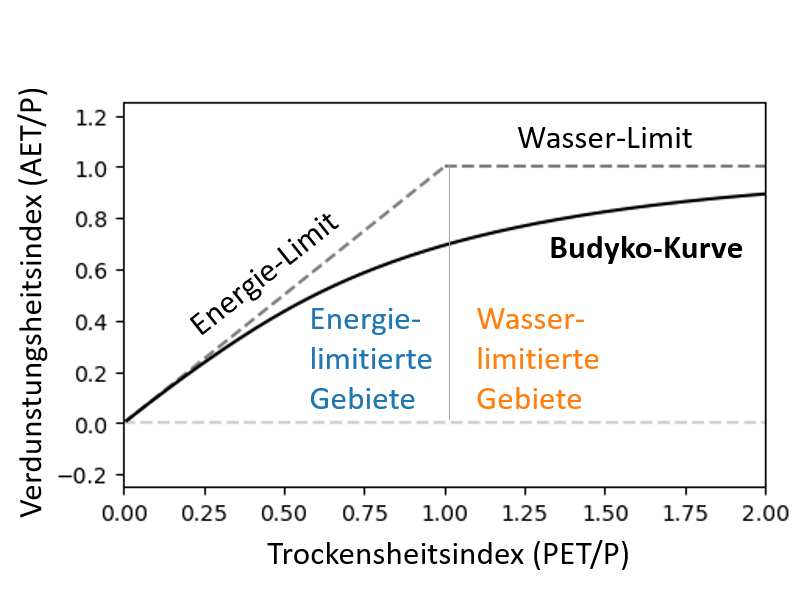 Verdunstungsheitsindex (AET/P)
1.2
1.0
0.8
0.6
0.4
0.2
0.0
−0.2
Wasser-Limit
Energie-Limit
Budyko-Kurve
Energie-
limitierte
Gebiete
Wasser-
limitierte
Gebiete
0.00 0.25 0.50 0.75 1.00 1.25 1.50 1.75 2.00
Trockensheitsindex (PET/P)